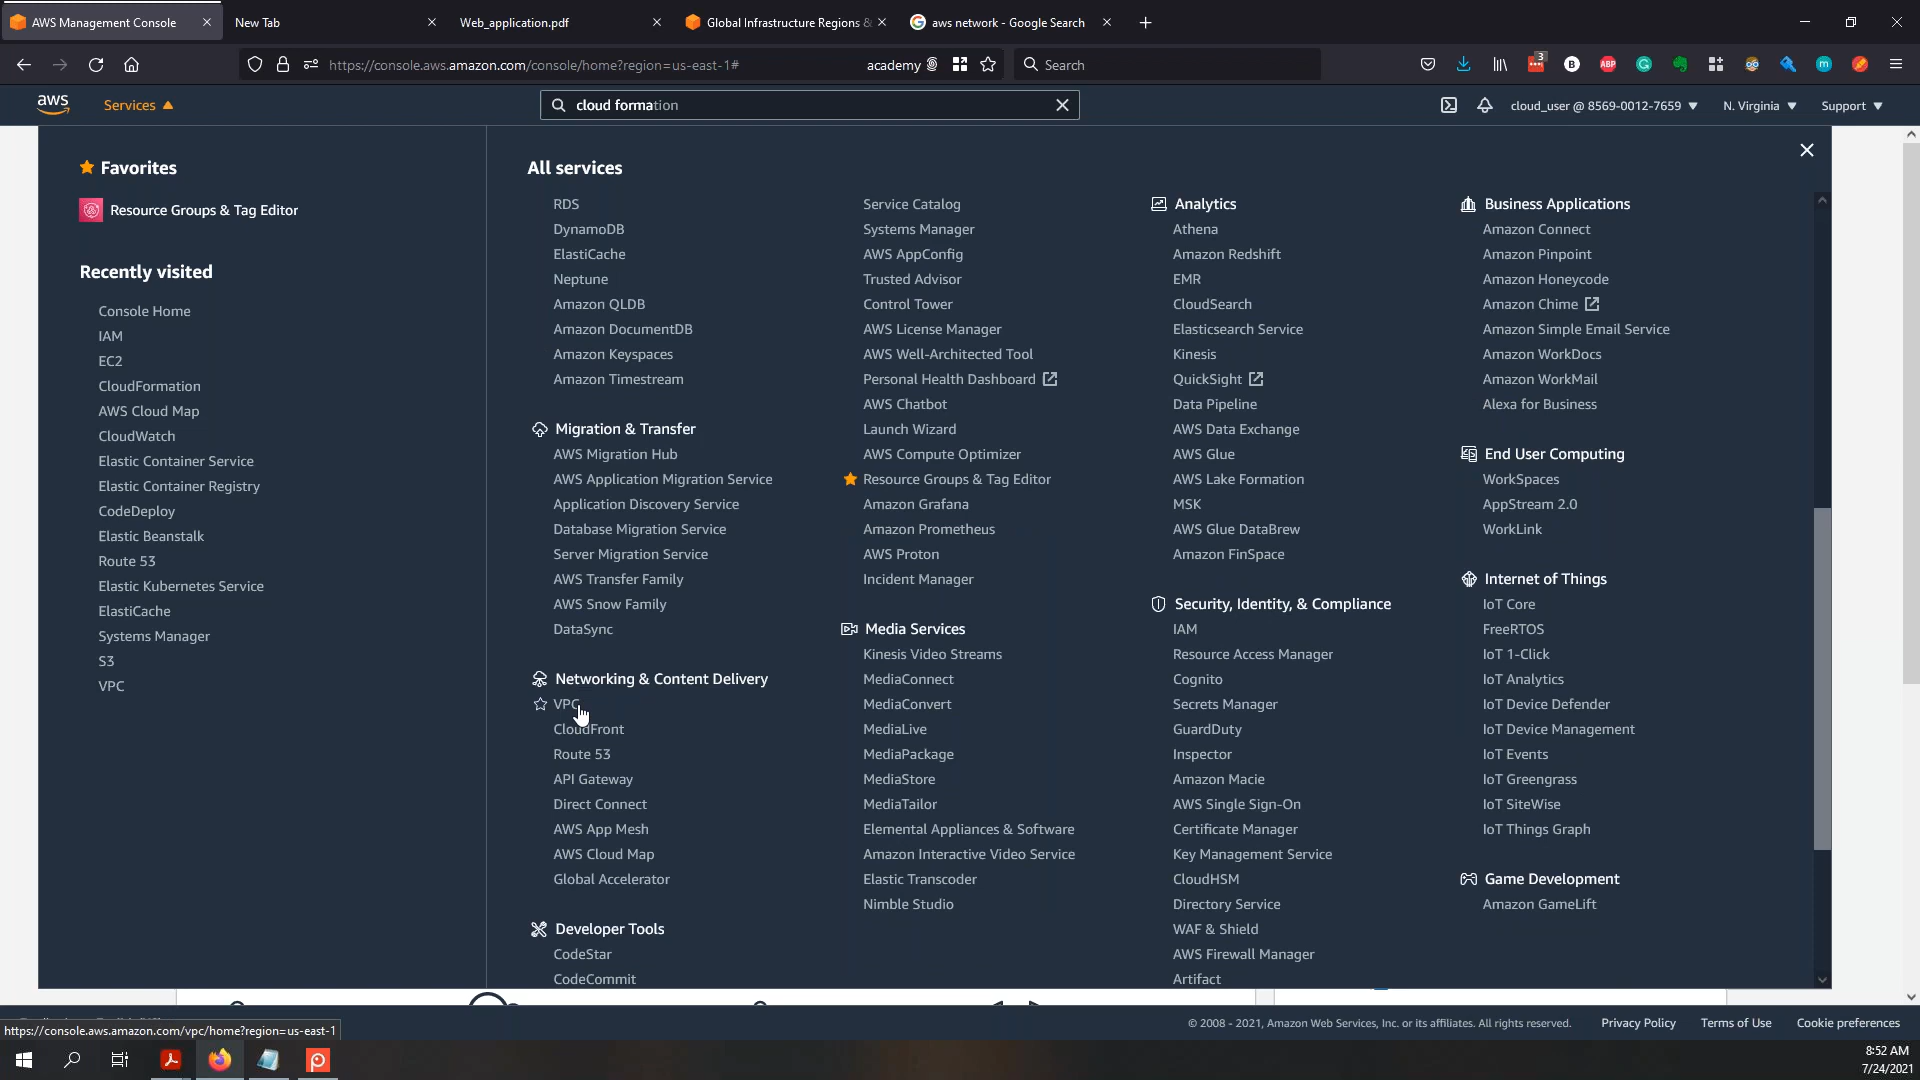 AWS Management Console
New Tab
Web_application.pdf
Global Infrastructure Regions &
aws network - Google Search
https://console.aws.amazon.com/console/home?region=us-east-1#
academy
Search
3
B
ABP
G
m
aws
Services
cloud formation
cloud_user @ 8569-0012-7659
N. Virginia
Support
Favorites
Resource Groups & Tag Editor
Recently visited
Console Home
IAM
EC2
CloudFormation
AWS Cloud Map
CloudWatch
Elastic Container Service
Elastic Container Registry
CodeDeploy
Elastic Beanstalk
Route 53
Elastic Kubernetes Service
ElastiCache
Systems Manager
S3
VPC
All services
RDS
DynamoDB
ElastiCache
Neptune
Amazon QLDB
Amazon DocumentDB
Amazon Keyspaces
Amazon Timestream
Migration & Transfer
AWS Migration Hub
AWS Application Migration Service
Application Discovery Service
Database Migration Service
Server Migration Service
AWS Transfer Family
AWS Snow Family
DataSync
Networking & Content Delivery
VPC
CloudFront
Route 53
API Gateway
Direct Connect
AWS App Mesh
AWS Cloud Map
Global Accelerator
Developer Tools
CodeStar
CodeCommit
Service Catalog
Systems Manager
AWS AppConfig
Trusted Advisor
Control Tower
AWS License Manager
AWS Well-Architected Tool
Personal Health Dashboard
AWS Chatbot
Launch Wizard
AWS Compute Optimizer
Resource Groups & Tag Editor
Amazon Grafana
Amazon Prometheus
AWS Proton
Incident Manager
Media Services
Kinesis Video Streams
MediaConnect
MediaConvert
MediaLive
MediaPackage
MediaStore
MediaTailor
Elemental Appliances & Software
Amazon Interactive Video Service
Elastic Transcoder
Nimble Studio
Analytics
Athena
Amazon Redshift
EMR
CloudSearch
Elasticsearch Service
Kinesis
QuickSight
Data Pipeline
AWS Data Exchange
AWS Glue
AWS Lake Formation
MSK
AWS Glue DataBrew
Amazon FinSpace
Security, Identity, & Compliance
IAM
Resource Access Manager
Cognito
Secrets Manager
GuardDuty
Inspector
Amazon Macie
AWS Single Sign-On
Certificate Manager
Key Management Service
CloudHSM
Directory Service
WAF & Shield
AWS Firewall Manager
Artifact
Business Applications
Amazon Connect
Amazon Pinpoint
Amazon Honeycode
Amazon Chime
Amazon Simple Email Service
Amazon WorkDocs
Amazon WorkMail
Alexa for Business
End User Computing
WorkSpaces
AppStream 2.0
WorkLink
Internet of Things
IoT Core
FreeRTOS
IoT 1-Click
IoT Analytics
IoT Device Defender
IoT Device Management
IoT Events
IoT Greengrass
IoT SiteWise
IoT Things Graph
Game Development
Amazon GameLift
https://console.aws.amazon.com/vpc/home?region=us-east-1
© 2008 - 2021, Amazon Web Services, Inc. or its affiliates. All rights reserved.
Privacy Policy
Terms of Use
Cookie preferences
8:52 AM
7/24/2021